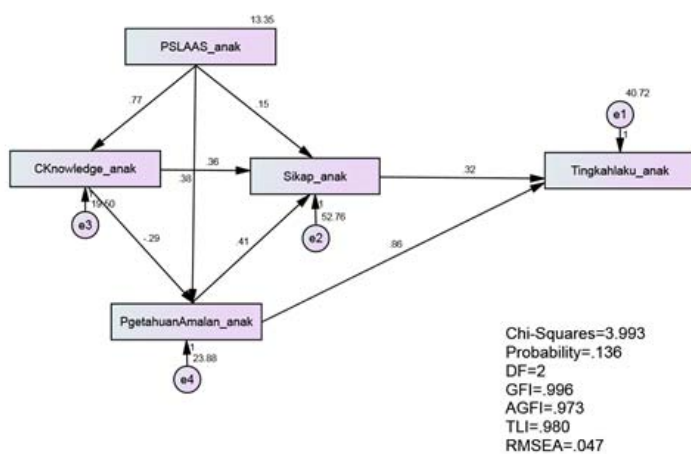 13.35
PSLAAS_anak
.77
.15
40.72
e1
1
CKnowledge_anak
.36
Sikap_anak
.32
Tingkahlaku_anak
.38
1
19.50
e3
1
52.76
e2
-.29
.41
.86
PgetahuanAmalan_anak
1
23.88
e4
Chi-Squares=3.993
Probability=.136
DF=2
GFI=.996
AGFI=.973
TLI=.980
RMSEA=.047